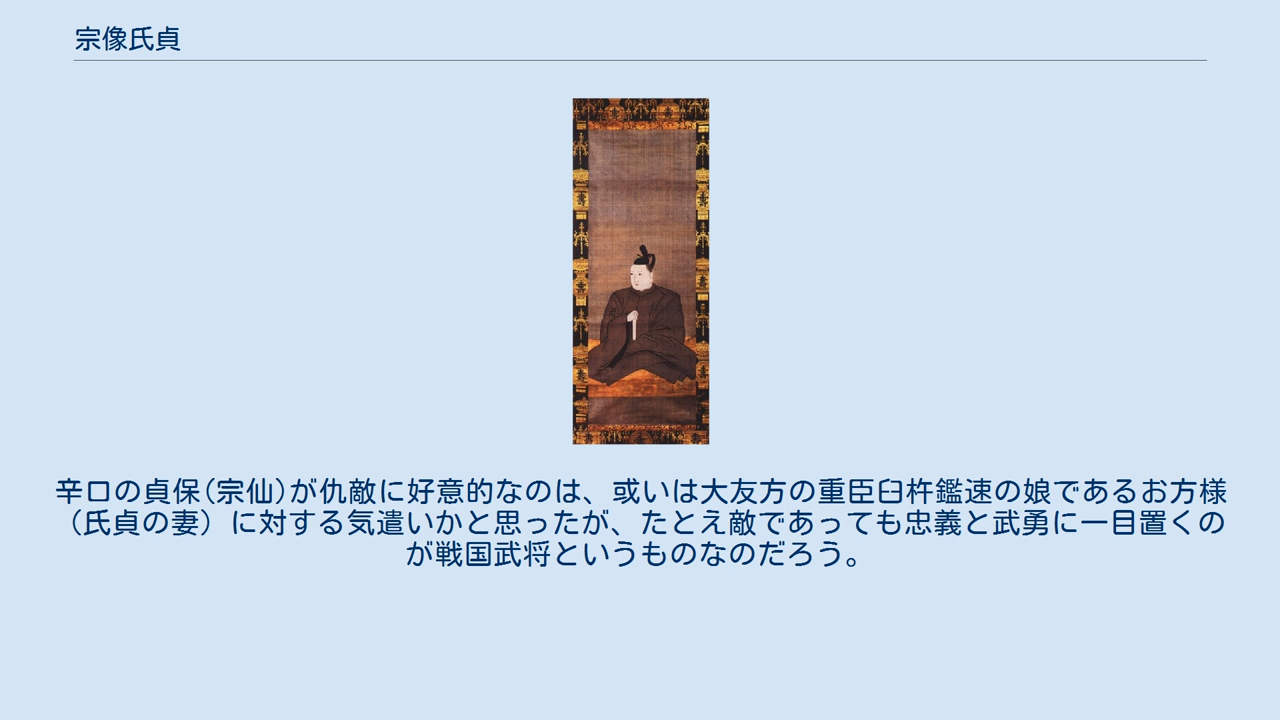 宗像氏貞
辛口の貞保(宗仙)が仇敵に好意的なのは、或いは大友方の重臣臼杵鑑速の娘であるお方様
（氏貞の妻）に対する気遣いかと思ったが、たとえ敵であっても忠義と武勇に一目置くの
が戦国武将というものなのだろう。